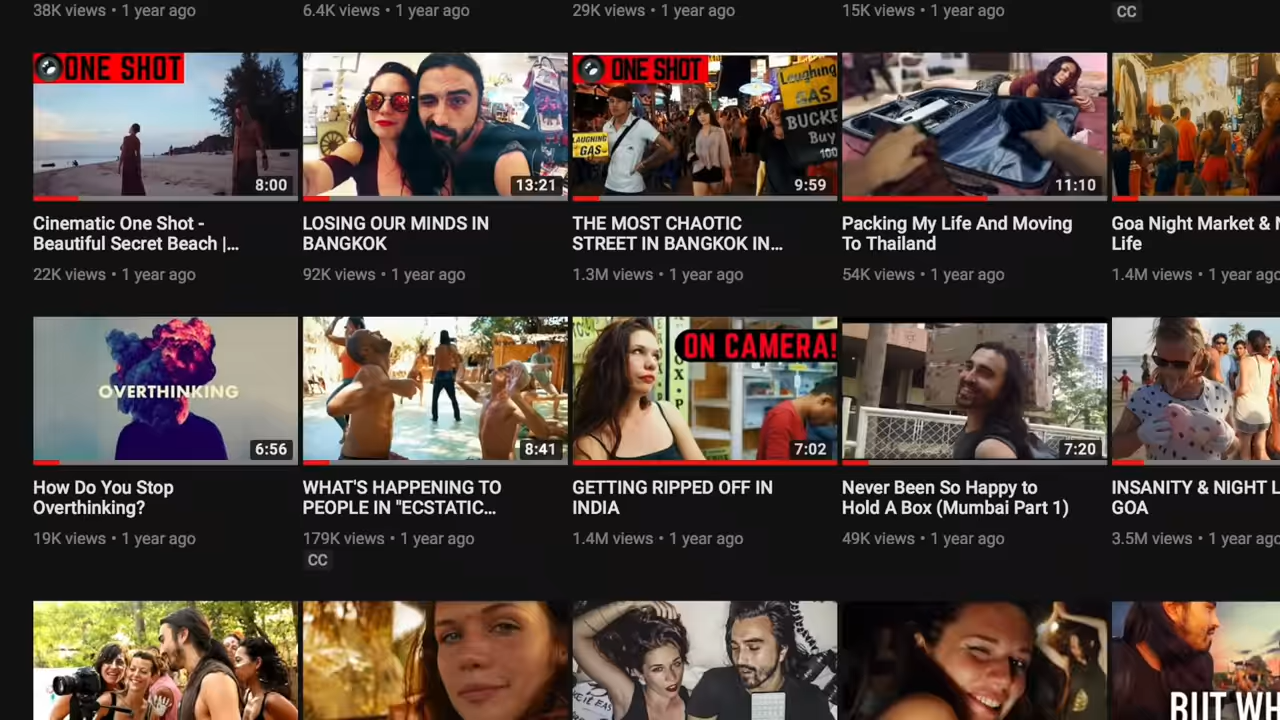 38K views • 1 year ago
6.4K views • 1 year ago
29K views • 1 year ago
15K views • 1 year ago
CC
ONE SHOT
8:00
13:21
ONE SHOT
LAUGHING
GAS
Laughing
GAS
BUCKE
Buy
100
9:59
11:10
Cinematic One Shot -
Beautiful Secret Beach |...
22K views • 1 year ago
LOSING OUR MINDS IN
BANGKOK
92K views • 1 year ago
THE MOST CHAOTIC
STREET IN BANGKOK IN...
1.3M views • 1 year ago
Packing My Life And Moving
To Thailand
54K views • 1 year ago
Goa Night Market &
Life
1.4M views • 1 year ago
OVERTHINKING
6:56
8:41
ON CAMERA!
7:02
7:20
How Do You Stop
Overthinking?
19K views • 1 year ago
WHAT'S HAPPENING TO
PEOPLE IN "ECSTATIC...
179K views • 1 year ago
CC
GETTING RIPPED OFF IN
INDIA
1.4M views • 1 year ago
Never Been So Happy to
Hold A Box (Mumbai Part 1)
49K views • 1 year ago
INSANITY & NIGHT L
GOA
3.5M views • 1 year ago
BUT WH